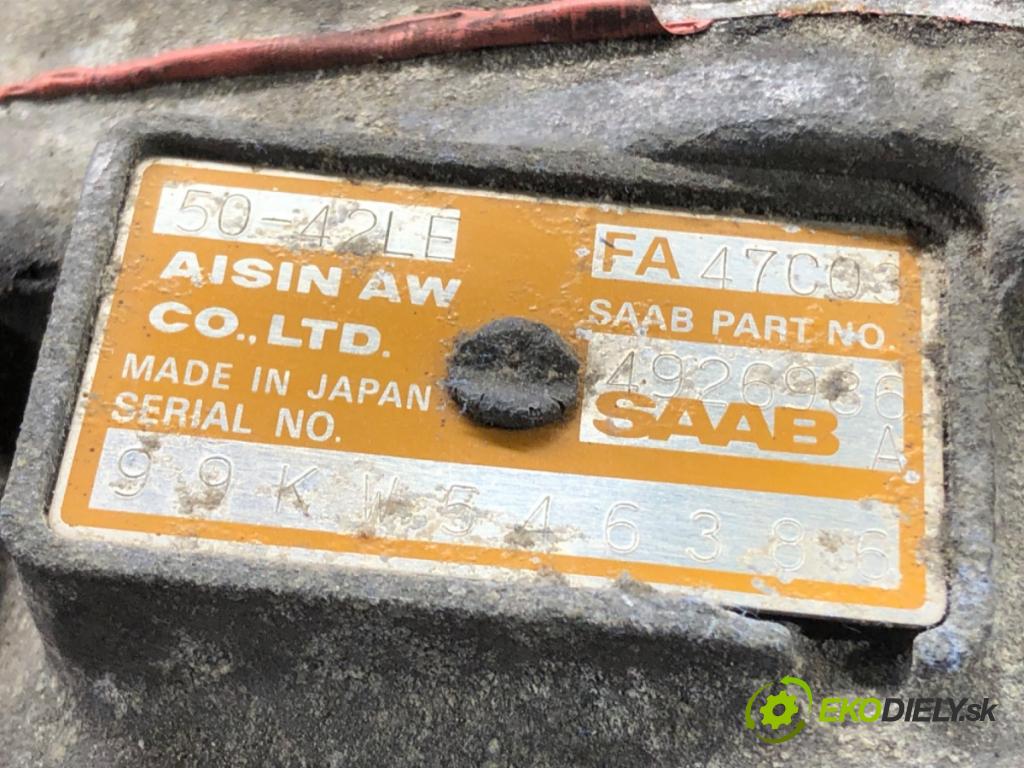 50-42LE
AISIN AW
CO., LTD.
MADE IN JAPAN
SERIAL NO.
99KW546386
FA 47C03
SAAB PART NO.
4926936
SAAB
A
EKODIELY.sk